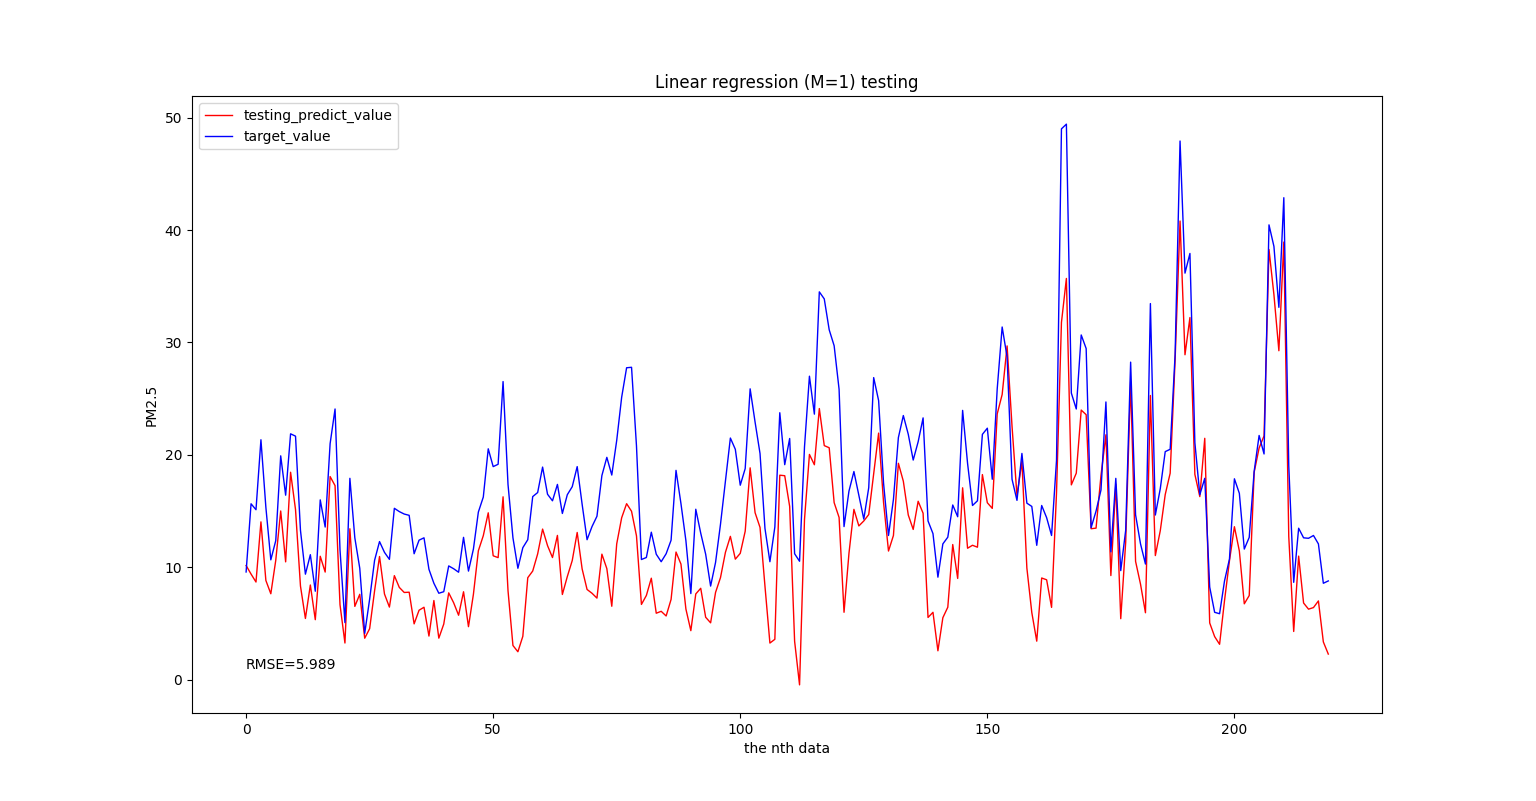 Linear regression (M=1) testing
testing_predict_value
target_value
50
40
30
20
10
0
PM2.5
RMSE=5.989
0
50
100
150
200
the nth data